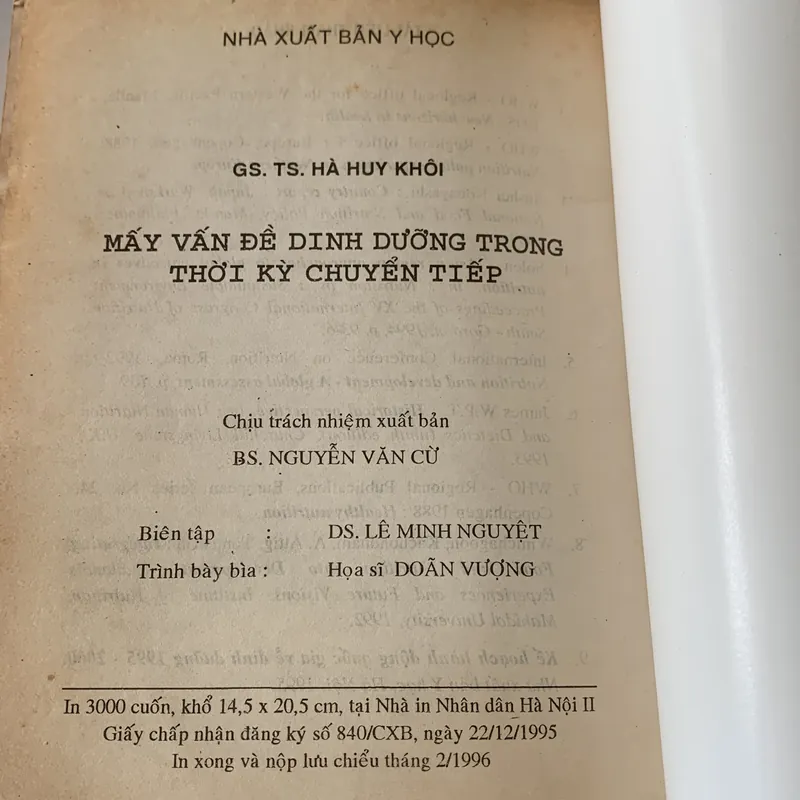 NHÀ XUẤT BẢN Y HỌC
GS. TS. HÀ HUY KHÔI
MẤY VẤN ĐỀ DINH DƯỠNG TRONG
THỜI KỲ CHUYỂN TIẾP
Chịu trách nhiệm xuất bản
BS. NGUYỄN VĂN CỪ
Biên tập : DS. LÊ MINH NGUYỆT
Trình bày bìa : Họa sĩ DOÃN VƯỢNG
In 3000 cuốn, khổ 14,5 x 20,5 cm, tại Nhà in Nhân dân Hà Nội II
Giấy chấp nhận đăng ký số 840/CXB, ngày 22/12/1995
In xong và nộp lưu chiểu tháng 2/1996